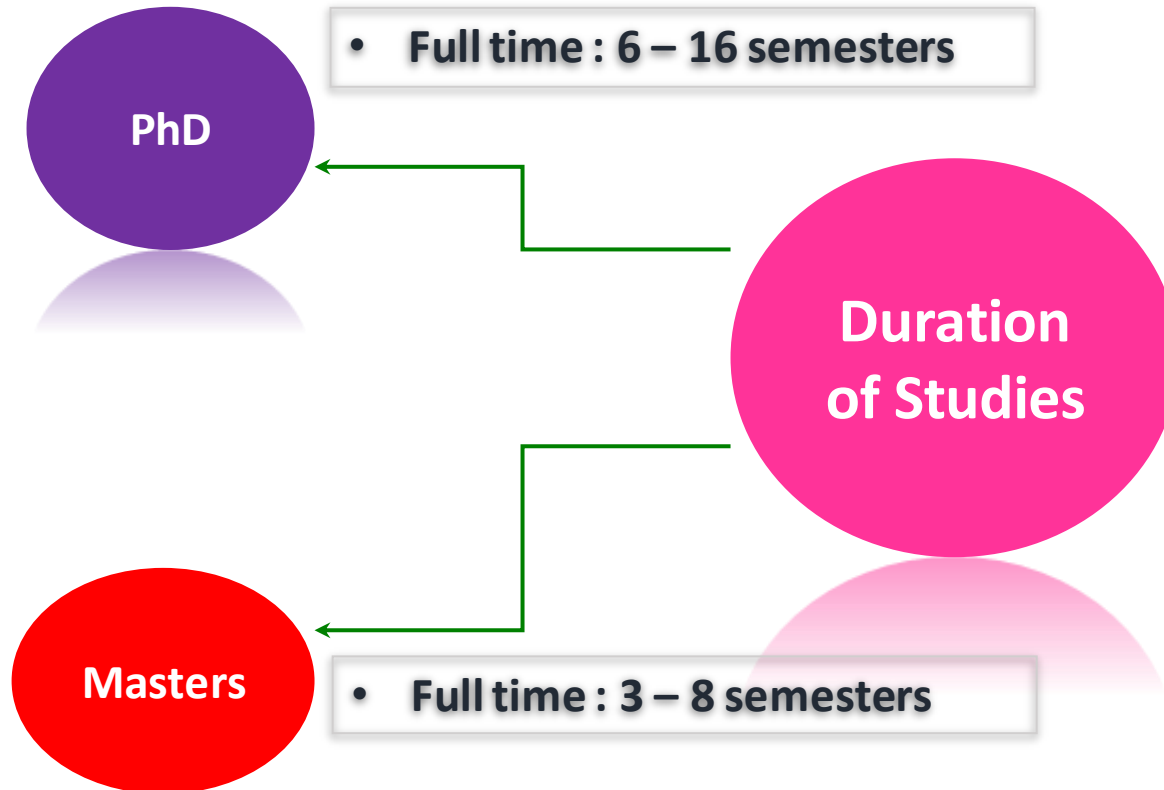 • Full time : 6 – 16 semesters
PhD
Duration
of Studies
Masters
• Full time : 3 – 8 semesters